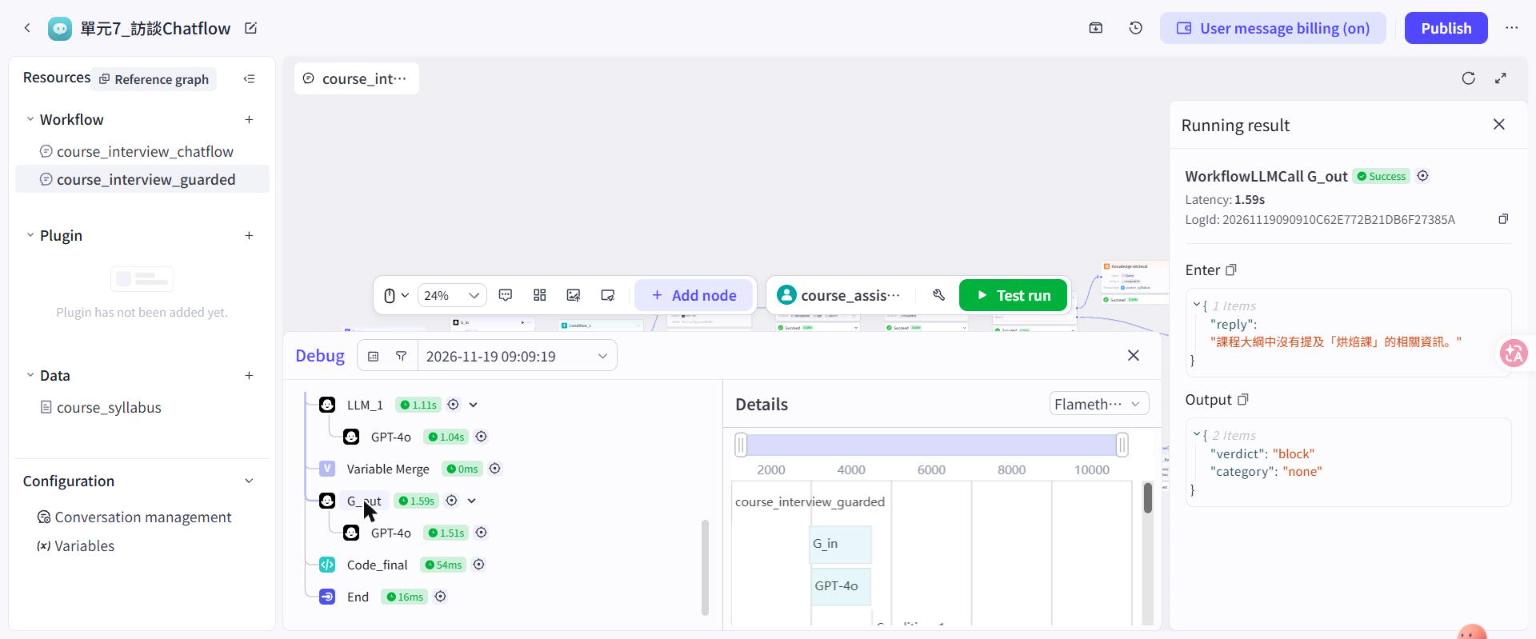 單元7_訪談Chatflow
User message billing (on)
Publish
Resources
Reference graph
Workflow
course_interview_chatflow
course_interview_guarded
Plugin
Plugin has not been added yet.
Data
course_syllabus
Configuration
Conversation management
Variables
course_int···
24%
Add node
course_assis···
Test run
Debug
2026-11-19 09:09:19
LLM_1
1.11s
GPT-4o
1.04s
Variable Merge
0ms
G_out
1.59s
GPT-4o
1.51s
Code_final
54ms
End
16ms
Details
Flameth···
2000 4000 6000 8000 10000
course_interview_guarded
G_in
GPT-4o
Running result
WorkflowLLMCall G_out
Success
Latency: 1.59s
LogId: 20261119090910C62E772B21DB6F27385A
Enter
{ 1 Items
"reply":
"課程大綱中沒有提及「烘焙課」的相關資訊。"
}
Output
{ 2 Items
"verdict": "block"
"category": "none"
}